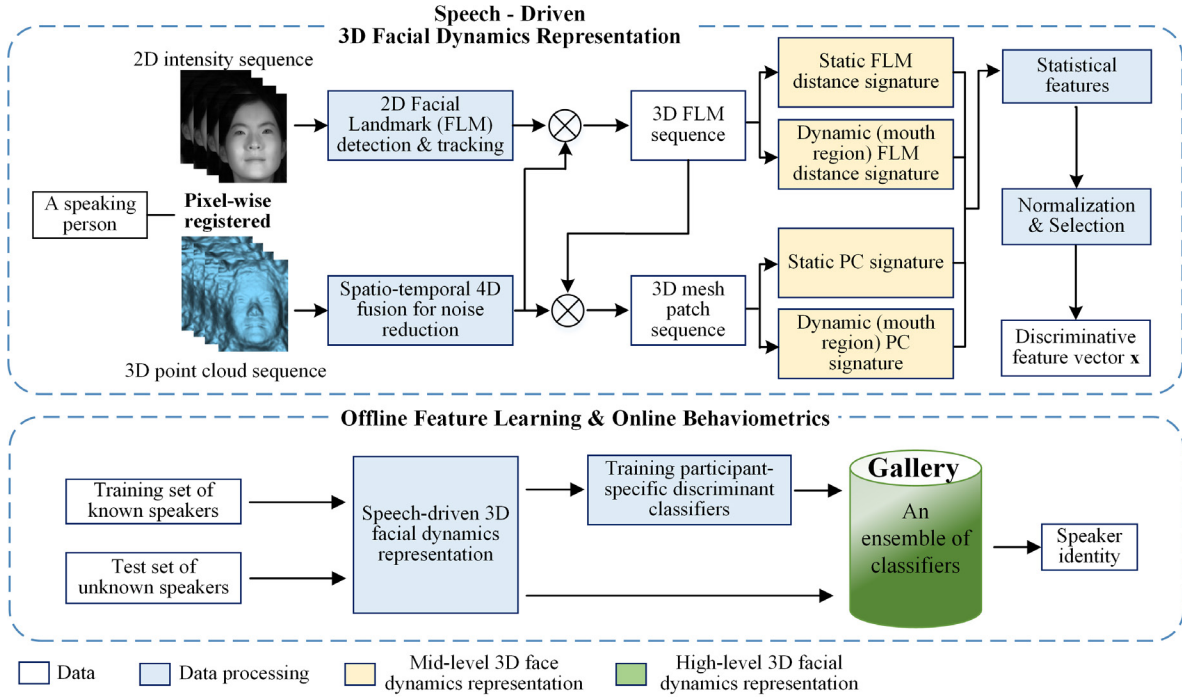 Speech - Driven
3D Facial Dynamics Representation
2D intensity sequence
2D Facial
Landmark (FLM)
detection & tracking
3D FLM
sequence
Static FLM
distance signature
Dynamic (mouth
region) FLM
distance signature
Statistical
features
A speaking
person
Pixel-wise
registered
Normalization
& Selection
Spatio-temporal 4D
fusion for noise
reduction
3D mesh
patch
sequence
Static PC signature
Dynamic (mouth
region) PC
signature
Discriminative
feature vector x
3D point cloud sequence
Offline Feature Learning & Online Behaviometrics
Training set of
known speakers
Test set of
unknown speakers
Speech-driven 3D
facial dynamics
representation
Training participant-
specific discriminant
classifiers
Gallery
An
ensemble of
classifiers
Speaker
identity
Data
Data processing
Mid-level 3D face
dynamics representation
High-level 3D facial
dynamics representation